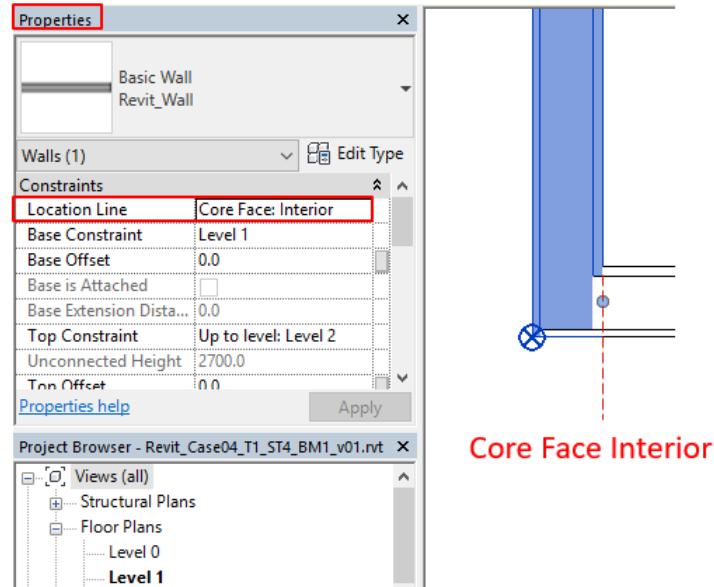 Properties
Basic Wall
Revit_Wall
Walls (1)
Edit Type
Constraints
Location Line Core Face: Interior
Base Constraint Level 1
Base Offset 0.0
Base is Attached
Base Extension Dista... 0.0
Top Constraint Up to level: Level 2
Unconnected Height 2700.0
Top Offset 0.0
Properties help Apply
Project Browser - Revit_Case04_T1_ST4_BM1_v01.rvt
Views (all)
Structural Plans
Floor Plans
Level 0
Level 1
Core Face Interior